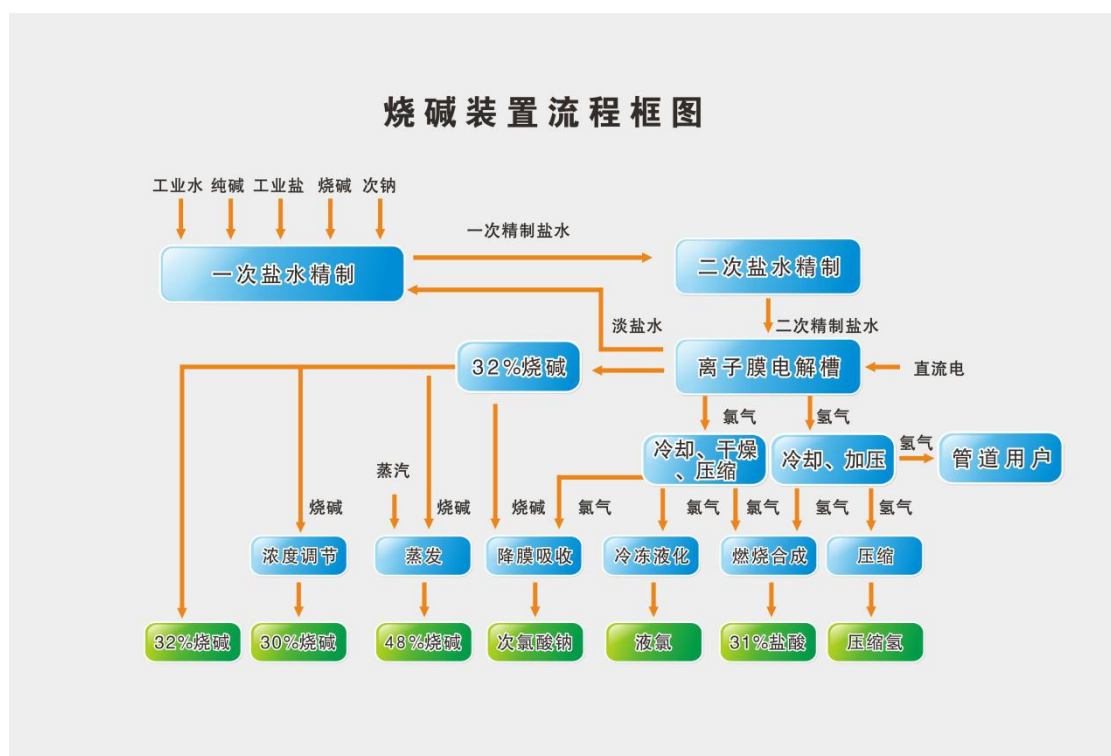 烧碱装置流程框图
工业水 纯碱 工业盐 烧碱 次钠
一次精制盐水
一次盐水精制
二次盐水精制
淡盐水
二次精制盐水
32%烧碱
离子膜电解槽
直流电
氯气
氢气
冷却、干燥
、压缩
冷却、加压
氢气
管道用户
蒸汽
烧碱
烧碱
烧碱
氯气
氯气
氯气
氢气
氢气
浓度调节
蒸发
降膜吸收
冷冻液化
燃烧合成
压缩
32%烧碱
30%烧碱
48%烧碱
次氯酸钠
液氯
31%盐酸
压缩氢